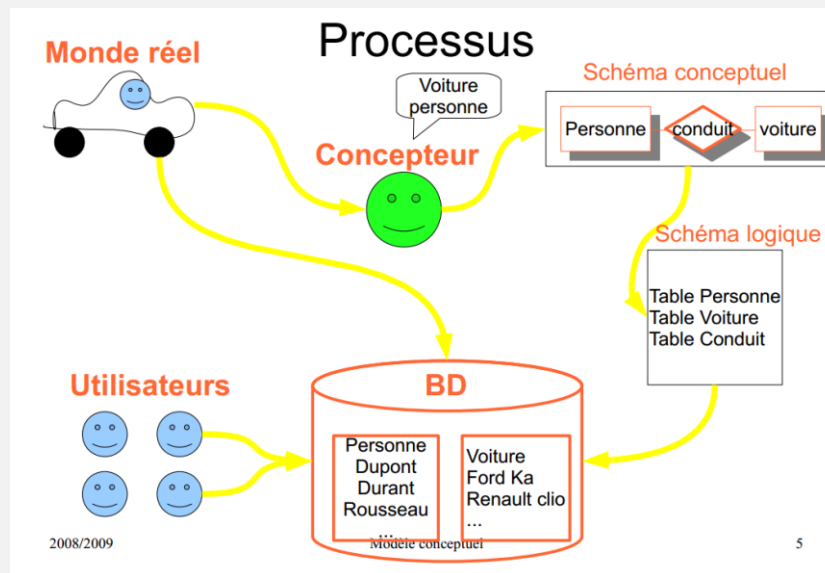 Processus
Monde réel
Voiture
personne
Concepteur
Schéma conceptuel
Personne
conduit
voiture
Schéma logique
Table Personne
Table Voiture
Table Conduit
Utilisateurs
BD
Personne
Dupont
Durant
Rousseau
...
Voiture
Ford Ka
Renault clio
...
2008/2009
Modèle conceptuel
5